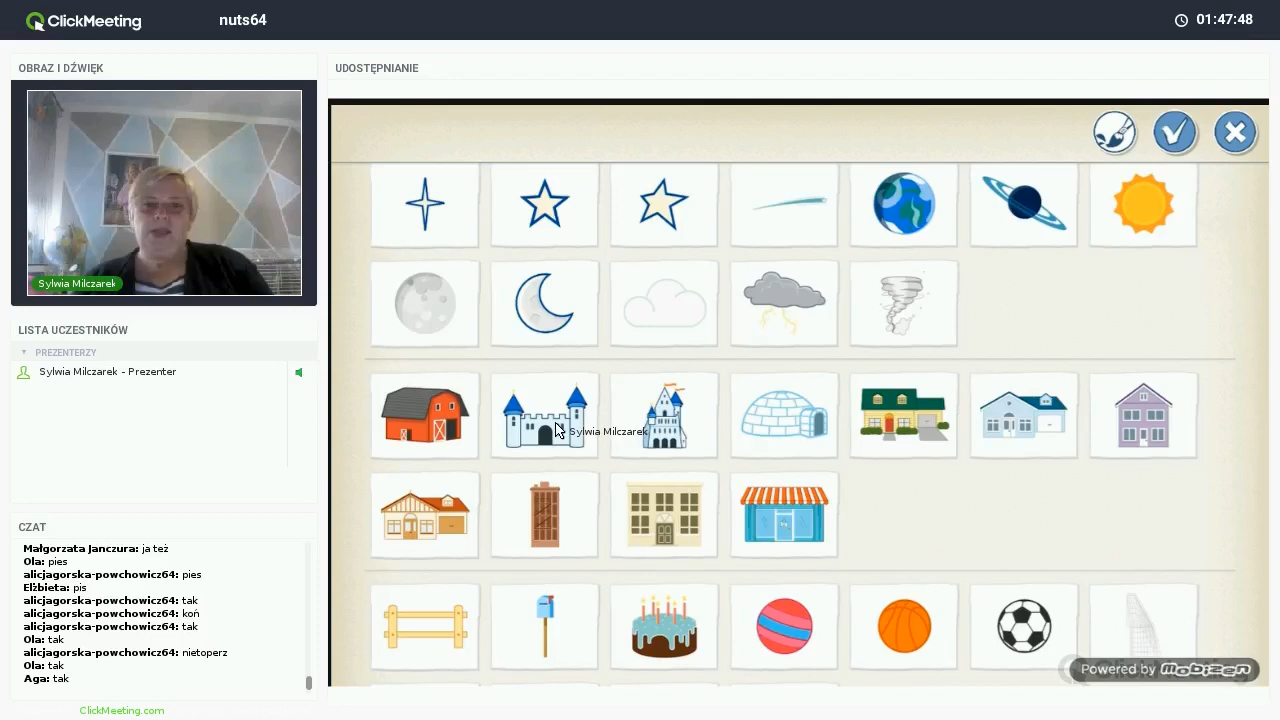 ClickMeeting
nuts64
01:47:48
OBRAZ I DŹWIĘK
UDOSTĘPNIANIE
Sylwia Milczarek
LISTA UCZESTNIKÓW
PREZENTERZY
Sylwia Milczarek - Prezenter
Sylwia Milczarek
CZAT
Małgorzata Janczura: ja też
Ola: pies
alicjagorska-powchowicz64: pies
Elżbieta: pis
alicjagorska-powchowicz64: tak
alicjagorska-powchowicz64: koń
alicjagorska-powchowicz64: tak
Ola: tak
alicjagorska-powchowicz64: nietoperz
Ola: tak
Aga: tak
Powered by Mobizen
ClickMeeting.com